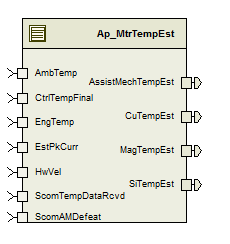 Ap_MtrTempEst
AmbTemp
AssistMechTempEst
CtrlTempFinal
CuTempEst
EngTemp
EstPkCurr
MagTempEst
HwVel
SiTempEst
ScomTempDataRcvd
ScomAMDefeat